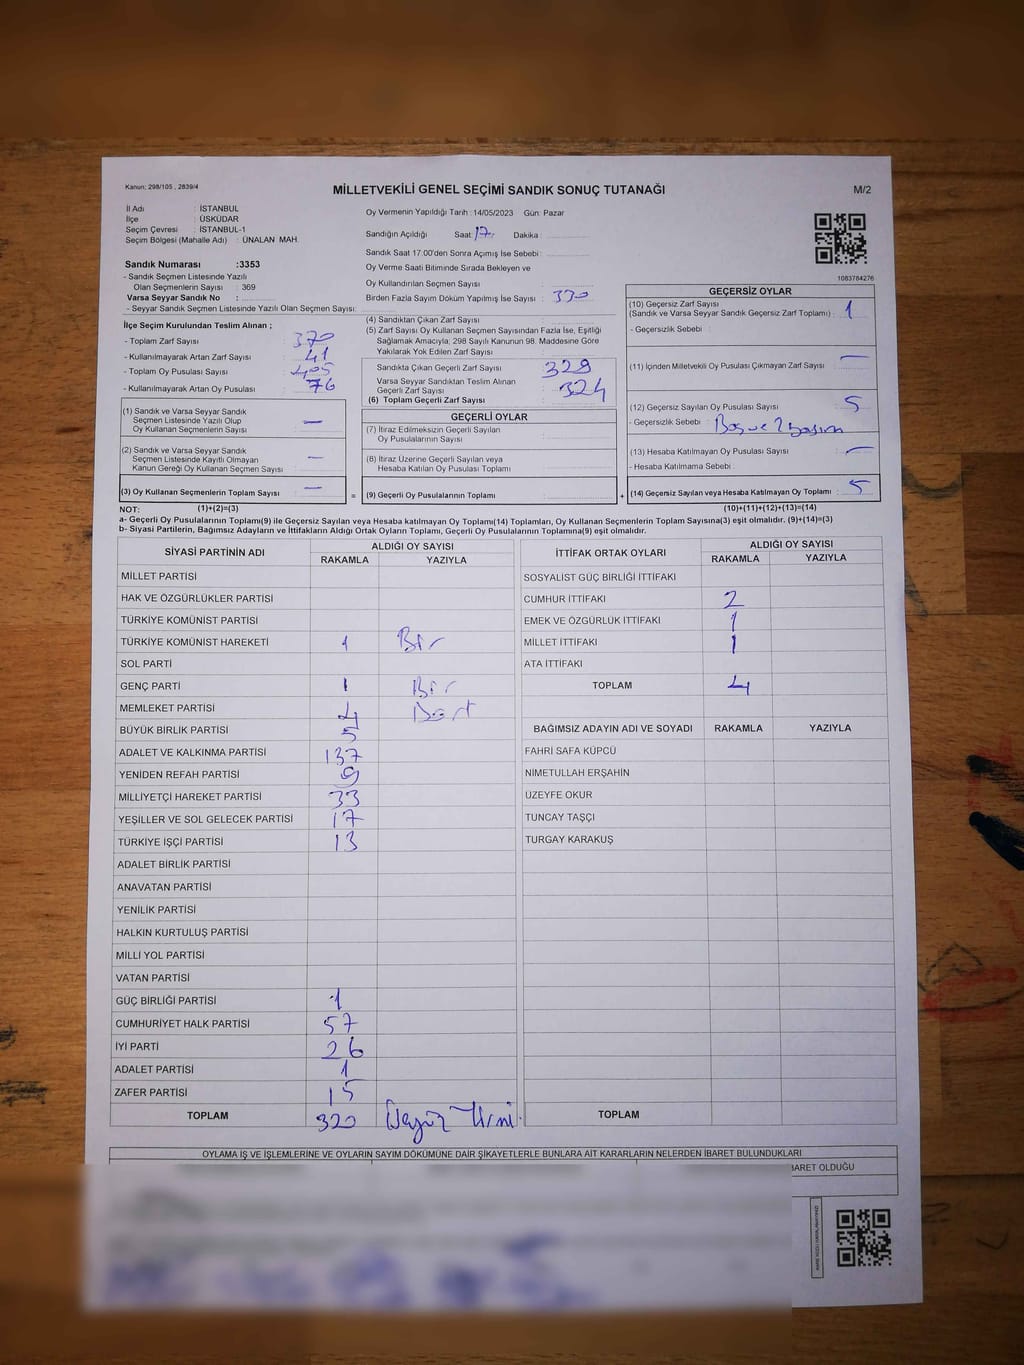 Kanun: 298/105 , 2839/4
MİLLETVEKİLİ GENEL SEÇİMİ SANDIK SONUÇ TUTANAĞI
M/2
İl Adı : İSTANBUL
İlçe : ÜSKÜDAR
Seçim Çevresi : İSTANBUL-1
Seçim Bölgesi (Mahalle Adı) : ÜNALAN MAH.
Sandık Numarası :3353
- Sandık Seçmen Listesinde Yazılı
Olan Seçmenlerin Sayısı : 369
Varsa Seyyar Sandık No :
- Seyyar Sandık Seçmen Listesinde Yazılı Olan Seçmen Sayısı:
Oy Vermenin Yapıldığı Tarih :14/05/2023 Gün: Pazar
Sandığın Açıldığı Saat: 17 Dakika :
Sandık Saat 17.00'den Sonra Açımış İse Sebebi:
Oy Verme Saati Bitiminde Sırada Bekleyen ve
Oy Kullandırılan Seçmen Sayısı :
Birden Fazla Sayım Döküm Yapılmış İse Sayısı : 330
1083784276
İlçe Seçim Kurulundan Teslim Alınan ;
- Toplam Zarf Sayısı : 370
- Kullanılmayarak Artan Zarf Sayısı : 41
- Toplam Oy Pusulası Sayısı : 405
- Kullanılmayarak Artan Oy Pusulası : 76
(1) Sandık ve Varsa Seyyar Sandık
Seçmen Listesinde Yazılı Olup
Oy Kullanan Seçmenlerin Sayısı : —
(2) Sandık ve Varsa Seyyar Sandık
Seçmen Listesinde Kayıtlı Olmayan
Kanun Gereği Oy Kullanan Seçmen Sayısı : —
(3) Oy Kullanan Seçmenlerin Toplam Sayısı : —
(4) Sandıktan Çıkan Zarf Sayısı :
(5) Zarf Sayısı Oy Kullanan Seçmen Sayısından Fazla İse, Eşitliği
Sağlamak Amacıyla; 298 Sayılı Kanunun 98. Maddesine Göre
Yakılarak Yok Edilen Zarf Sayısı :
Sandıkta Çıkan Geçerli Zarf Sayısı : 329
Varsa Seyyar Sandıktan Teslim Alınan
Geçerli Zarf Sayısı : 324
(6) Toplam Geçerli Zarf Sayısı :
GEÇERLİ OYLAR
(7) İtiraz Edilmeksizin Geçerli Sayılan
Oy Pusulalarının Sayısı :
(8) İtiraz Üzerine Geçerli Sayılan veya
Hesaba Katılan Oy Pusulası Toplamı :
= (9) Geçerli Oy Pusulalarının Toplamı : +
GEÇERSİZ OYLAR
(10) Geçersiz Zarf Sayısı
(Sandık ve Varsa Seyyar Sandık Geçersiz Zarf Toplamı) : 1
- Geçersizlik Sebebi :
(11) İçinden Milletvekili Oy Pusulası Çıkmayan Zarf Sayısı : —
(12) Geçersiz Sayılan Oy Pusulası Sayısı : 5
- Geçersizlik Sebebi : Boş ve 2 basım
(13) Hesaba Katılmayan Oy Pusulası Sayısı : —
- Hesaba Katılmama Sebebi :
(14) Geçersiz Sayılan veya Hesaba Katılmayan Oy Toplamı : 5
NOT: (1)+(2)=(3) (10)+(11)+(12)+(13)=(14)
a- Geçerli Oy Pusulalarının Toplamı(9) ile Geçersiz Sayılan veya Hesaba katılmayan Oy Toplamı(14) Toplamları, Oy Kullanan Seçmenlerin Toplam Sayısına(3) eşit olmalıdır. (9)+(14)=(3)
b- Siyasi Partilerin, Bağımsız Adayların ve İttifakların Aldığı Ortak Oyların Toplamı, Geçerli Oy Pusulalarının Toplamına(9) eşit olmalıdır.
SİYASİ PARTİNİN ADI ALDIĞI OY SAYISI
RAKAMLA YAZIYLA
MİLLET PARTİSİ
HAK VE ÖZGÜRLÜKLER PARTİSİ
TÜRKİYE KOMÜNİST PARTİSİ
TÜRKİYE KOMÜNİST HAREKETİ 1 Bir
SOL PARTİ
GENÇ PARTİ 1 Bir
MEMLEKET PARTİSİ 4 Dört
BÜYÜK BİRLİK PARTİSİ 5
ADALET VE KALKINMA PARTİSİ 137
YENİDEN REFAH PARTİSİ 9
MİLLİYETÇİ HAREKET PARTİSİ 33
YEŞİLLER VE SOL GELECEK PARTİSİ 17
TÜRKİYE İŞÇİ PARTİSİ 13
ADALET BİRLİK PARTİSİ
ANAVATAN PARTİSİ
YENİLİK PARTİSİ
HALKIN KURTULUŞ PARTİSİ
MİLLİ YOL PARTİSİ
VATAN PARTİSİ
GÜÇ BİRLİĞİ PARTİSİ 1
CUMHURİYET HALK PARTİSİ 57
İYİ PARTİ 26
ADALET PARTİSİ 1
ZAFER PARTİSİ 15
TOPLAM 320 Üçyüz Yirmi
İTTİFAK ORTAK OYLARI ALDIĞI OY SAYISI
RAKAMLA YAZIYLA
SOSYALİST GÜÇ BİRLİĞİ İTTİFAKI
CUMHUR İTTİFAKI 2
EMEK VE ÖZGÜRLÜK İTTİFAKI 1
MİLLET İTTİFAKI 1
ATA İTTİFAKI
TOPLAM 4
BAĞIMSIZ ADAYIN ADI VE SOYADI RAKAMLA YAZIYLA
FAHRİ SAFA KÜPCÜ
NİMETULLAH ERŞAHİN
ÜZEYFE OKUR
TUNCAY TAŞÇI
TURGAY KARAKUŞ
TOPLAM
OYLAMA İŞ VE İŞLEMLERİNE VE OYLARIN SAYIM DÖKÜMÜNE DAİR ŞİKAYETLERLE BUNLARA AİT KARARLARIN NELERDEN İBARET BULUNDUKLARI
BARET OLDUĞU